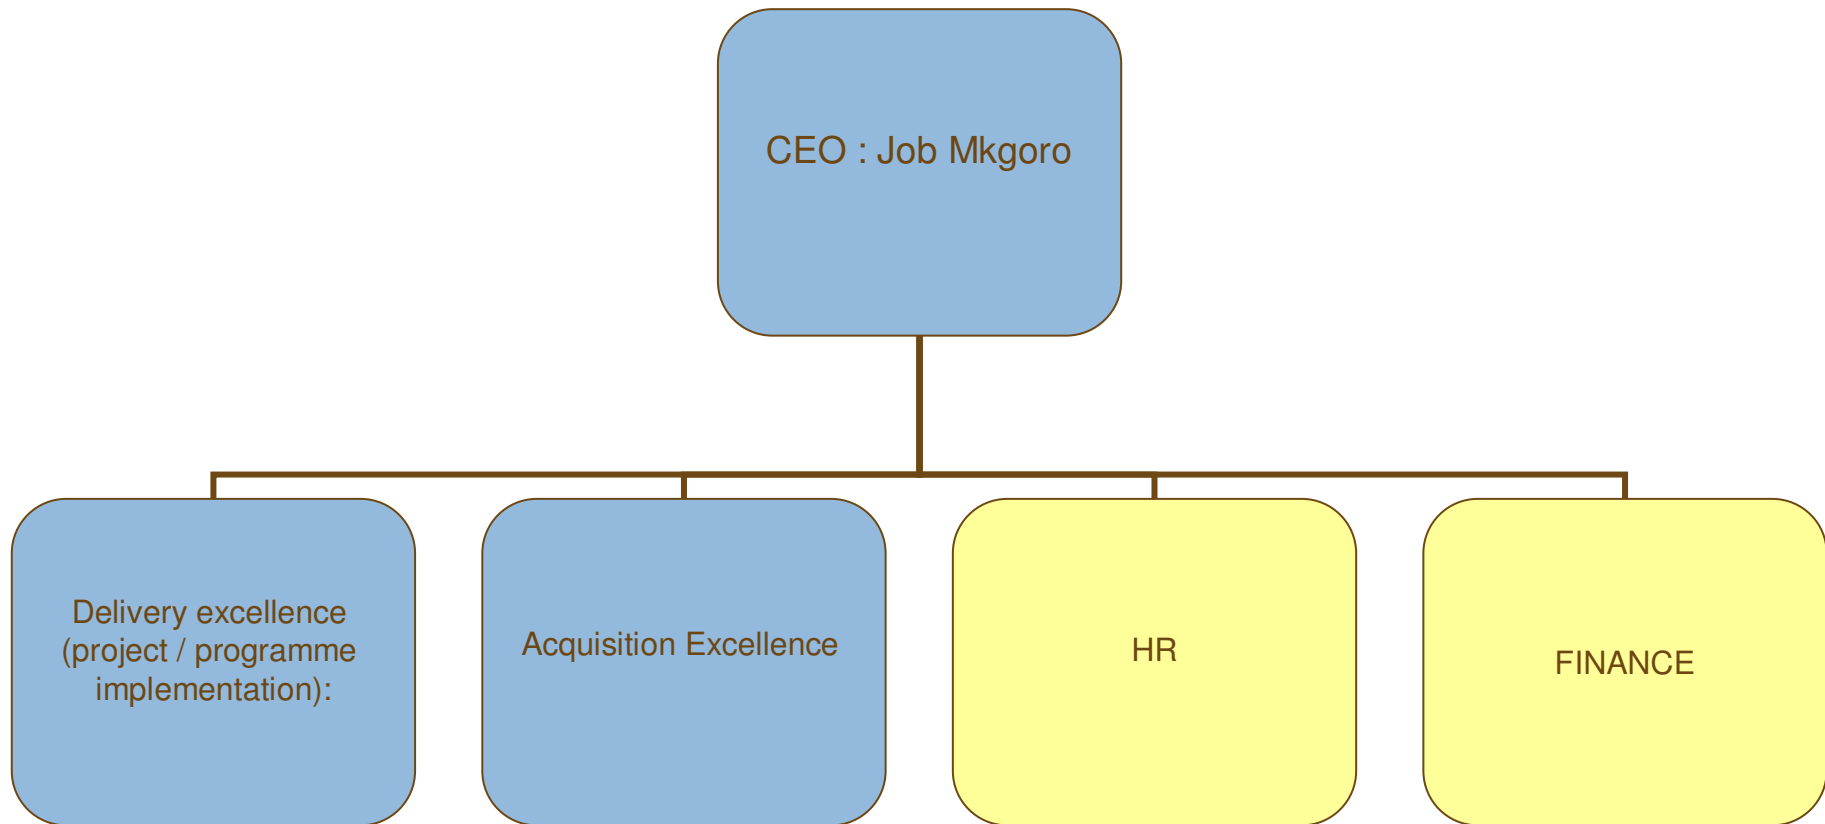 CEO : Job Mkgoro
Delivery excellence
(project / programme
implementation):
Acquisition Excellence
HR
FINANCE